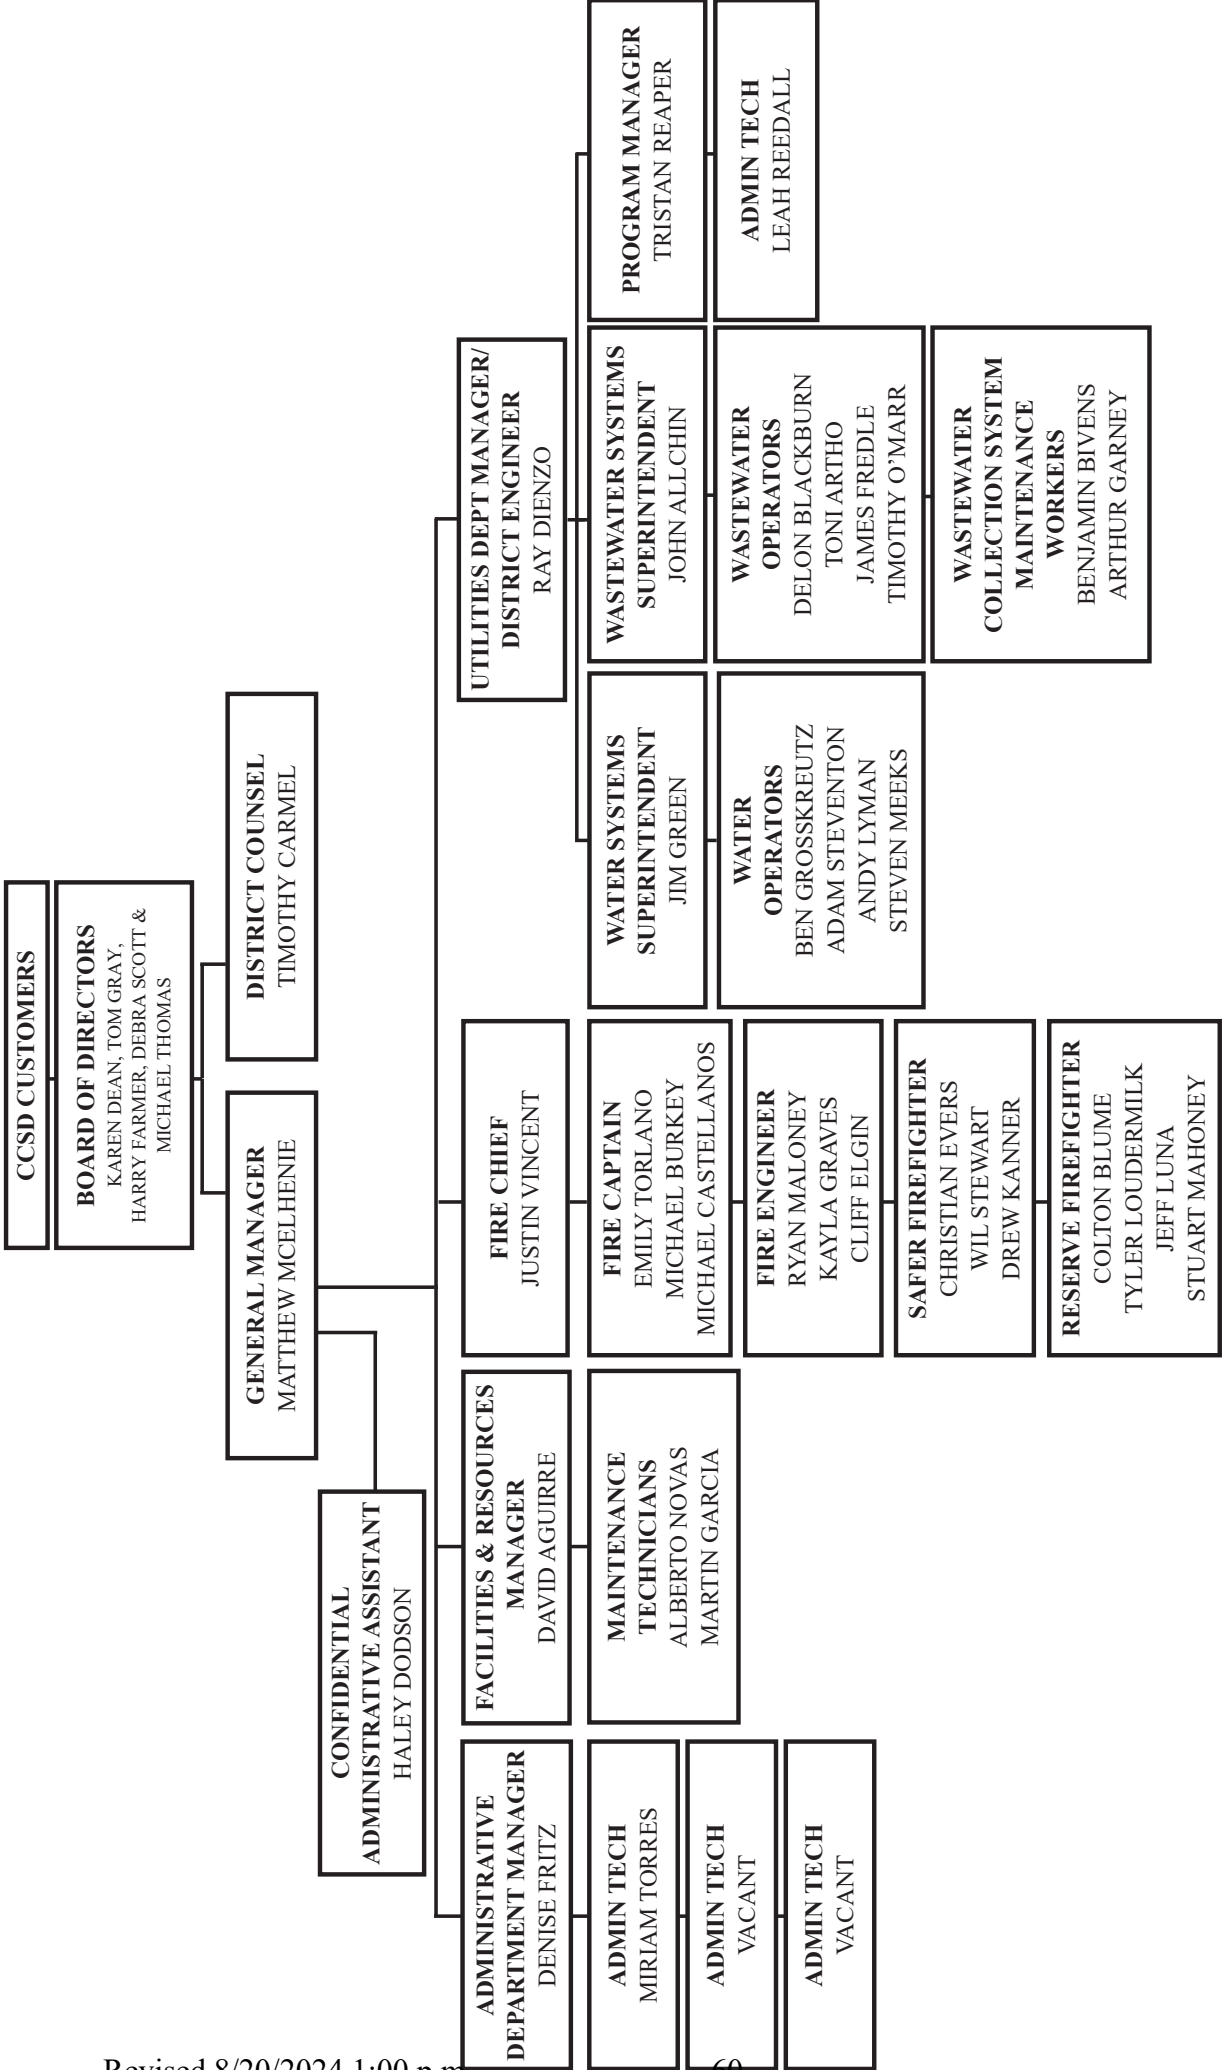 CCSD CUSTOMERS
BOARD OF DIRECTORS
KAREN DEAN, TOM GRAY,
HARRY FARMER, DEBRA SCOTT &
MICHAEL THOMAS
GENERAL MANAGER
MATTHEW MCELHENIE
DISTRICT COUNSEL
TIMOTHY CARMEL
CONFIDENTIAL
ADMINISTRATIVE ASSISTANT
HALEY DODSON
ADMINISTRATIVE
DEPARTMENT MANAGER
DENISE FRITZ
ADMIN TECH
MIRIAM TORRES
ADMIN TECH
VACANT
ADMIN TECH
VACANT
FACILITIES & RESOURCES
MANAGER
DAVID AGUIRRE
MAINTENANCE
TECHNICIANS
ALBERTO NOVAS
MARTIN GARCIA
FIRE CHIEF
JUSTIN VINCENT
FIRE CAPTAIN
EMILY TORLANO
MICHAEL BURKEY
MICHAEL CASTELLANOS
FIRE ENGINEER
RYAN MALONEY
KAYLA GRAVES
CLIFF ELGIN
SAFER FIREFIGHTER
CHRISTIAN EVERS
WIL STEWART
DREW KANNER
RESERVE FIREFIGHTER
COLTON BLUME
TYLER LOUDERMILK
JEFF LUNA
STUART MAHONEY
UTILITIES DEPT MANAGER/
DISTRICT ENGINEER
RAY DIENZO
WATER SYSTEMS
SUPERINTENDENT
JIM GREEN
WATER
OPERATORS
BEN GROSSKREUTZ
ADAM STEVENTON
ANDY LYMAN
STEVEN MEEKS
WASTEWATER SYSTEMS
SUPERINTENDENT
JOHN ALLCHIN
WASTEWATER
OPERATORS
DELON BLACKBURN
TONI ARTHO
JAMES FREDLE
TIMOTHY O’MARR
WASTEWATER
COLLECTION SYSTEM
MAINTENANCE
WORKERS
BENJAMIN BIVENS
ARTHUR GARNEY
PROGRAM MANAGER
TRISTAN REAPER
ADMIN TECH
LEAH REEDALL
Revised 8/20/2024 1:00 p.m
60